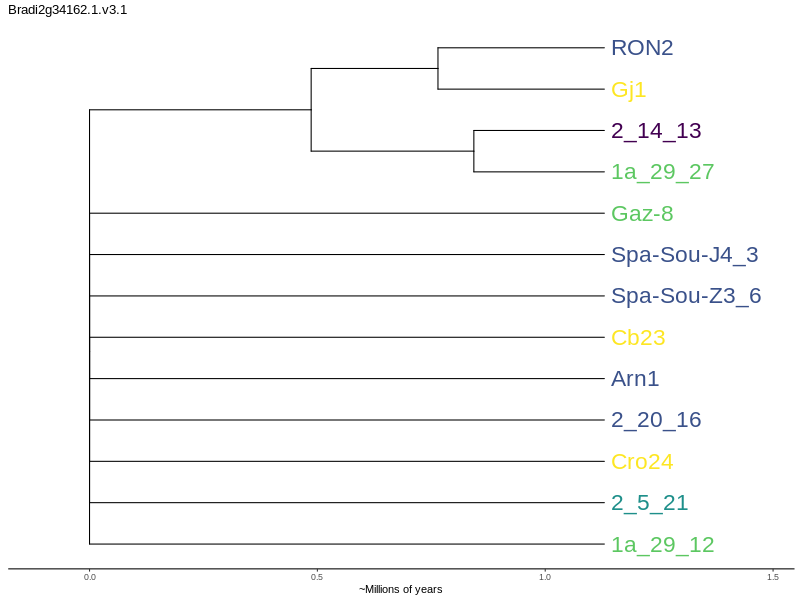 Bradi2g34162.1.v3.1
RON2
Gj1
2_14_13
1a_29_27
Gaz-8
Spa-Sou-J4_3
Spa-Sou-Z3_6
Cb23
Arn1
2_20_16
Cro24
2_5_21
1a_29_12
0.0 0.5 1.0 1.5
~Millions of years